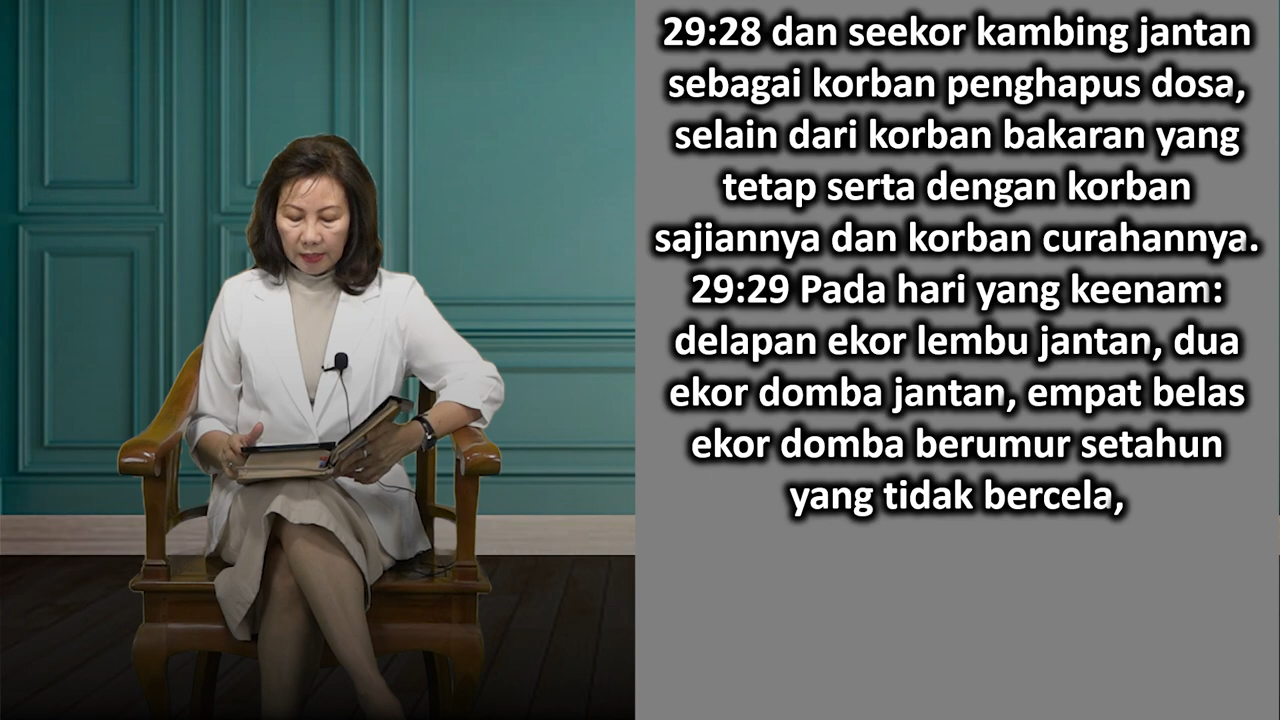 29:28 dan seekor kambing jantan
sebagai korban penghapus dosa,
selain dari korban bakaran yang
tetap serta dengan korban
sajiannya dan korban curahannya.
29:29 Pada hari yang keenam:
delapan ekor lembu jantan, dua
ekor domba jantan, empat belas
ekor domba berumur setahun
yang tidak bercela,